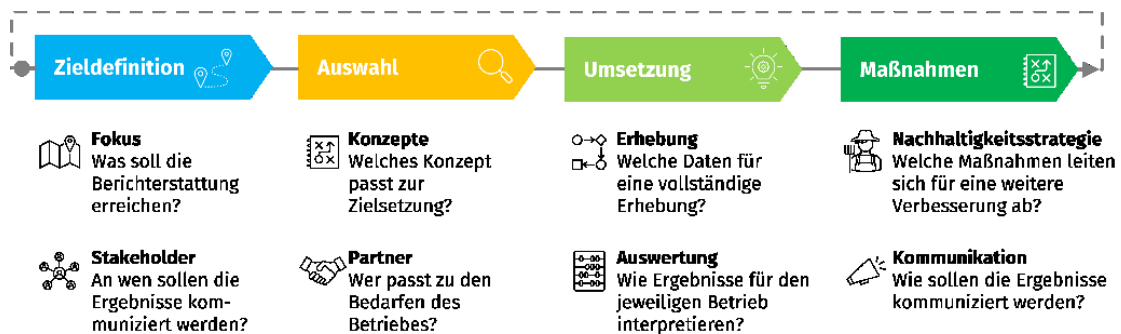 Zieldefinition
Auswahl
Umsetzung
Maßnahmen
Fokus
Was soll die
Berichterstattung
erreichen?
Konzepte
Welches Konzept
passt zur
Zielsetzung?
Erhebung
Welche Daten für
eine vollständige
Erhebung?
Nachhaltigkeitsstrategie
Welche Maßnahmen leiten
sich für eine weitere
Verbesserung ab?
Stakeholder
An wen sollen die
Ergebnisse kom-
muniziert werden?
Partner
Wer passt zu den
Bedarfen des
Betriebes?
Auswertung
Wie Ergebnisse für den
jeweiligen Betrieb
interpretieren?
Kommunikation
Wie sollen die Ergebnisse
kommuniziert werden?